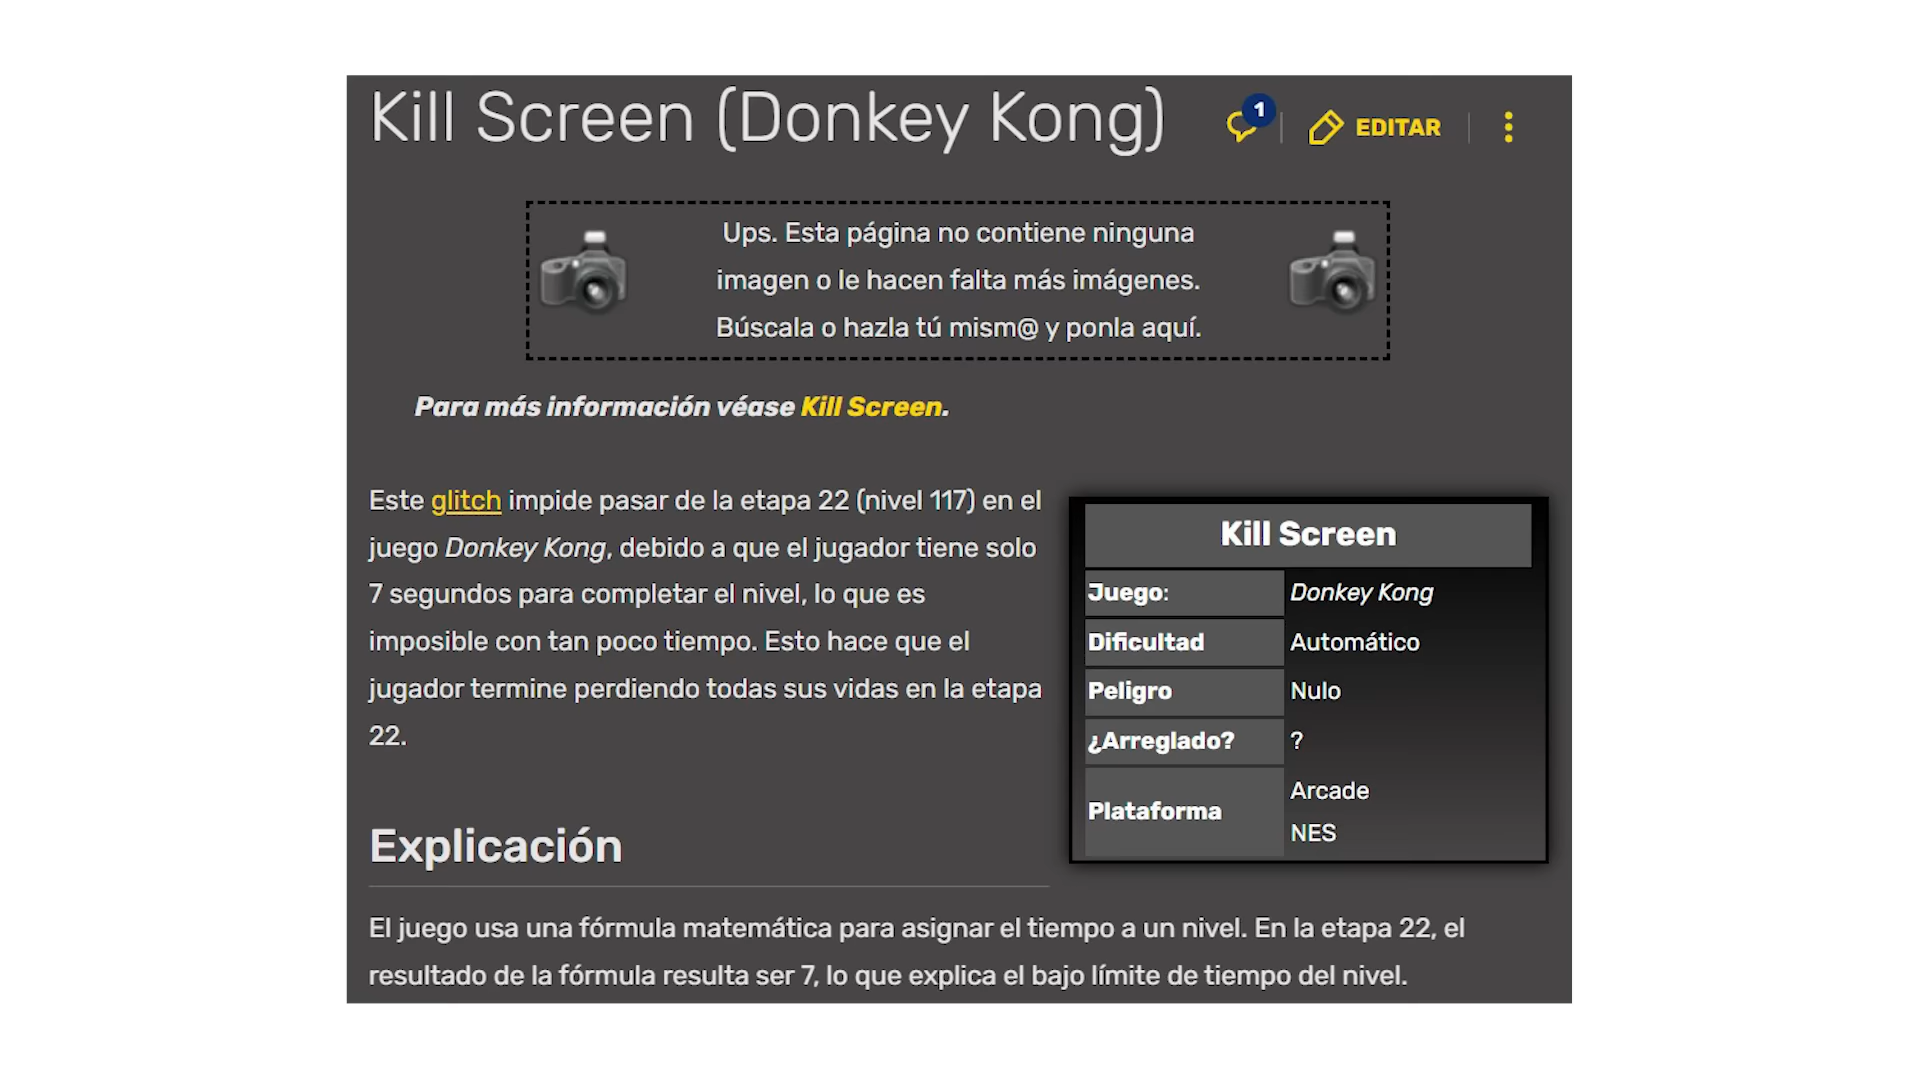 Kill Screen (Donkey Kong)
1
EDITAR
Ups. Esta página no contiene ninguna
imagen o le hacen falta más imágenes.
Búscala o hazla tú mism@ y ponla aquí.
Para más información véase Kill Screen.
Este glitch impide pasar de la etapa 22 (nivel 117) en el
juego Donkey Kong, debido a que el jugador tiene solo
7 segundos para completar el nivel, lo que es
imposible con tan poco tiempo. Esto hace que el
jugador termine perdiendo todas sus vidas en la etapa
22.
Kill Screen
Juego: Donkey Kong
Dificultad Automático
Peligro Nulo
¿Arreglado? ?
Plataforma Arcade
NES
Explicación
El juego usa una fórmula matemática para asignar el tiempo a un nivel. En la etapa 22, el
resultado de la fórmula resulta ser 7, lo que explica el bajo límite de tiempo del nivel.